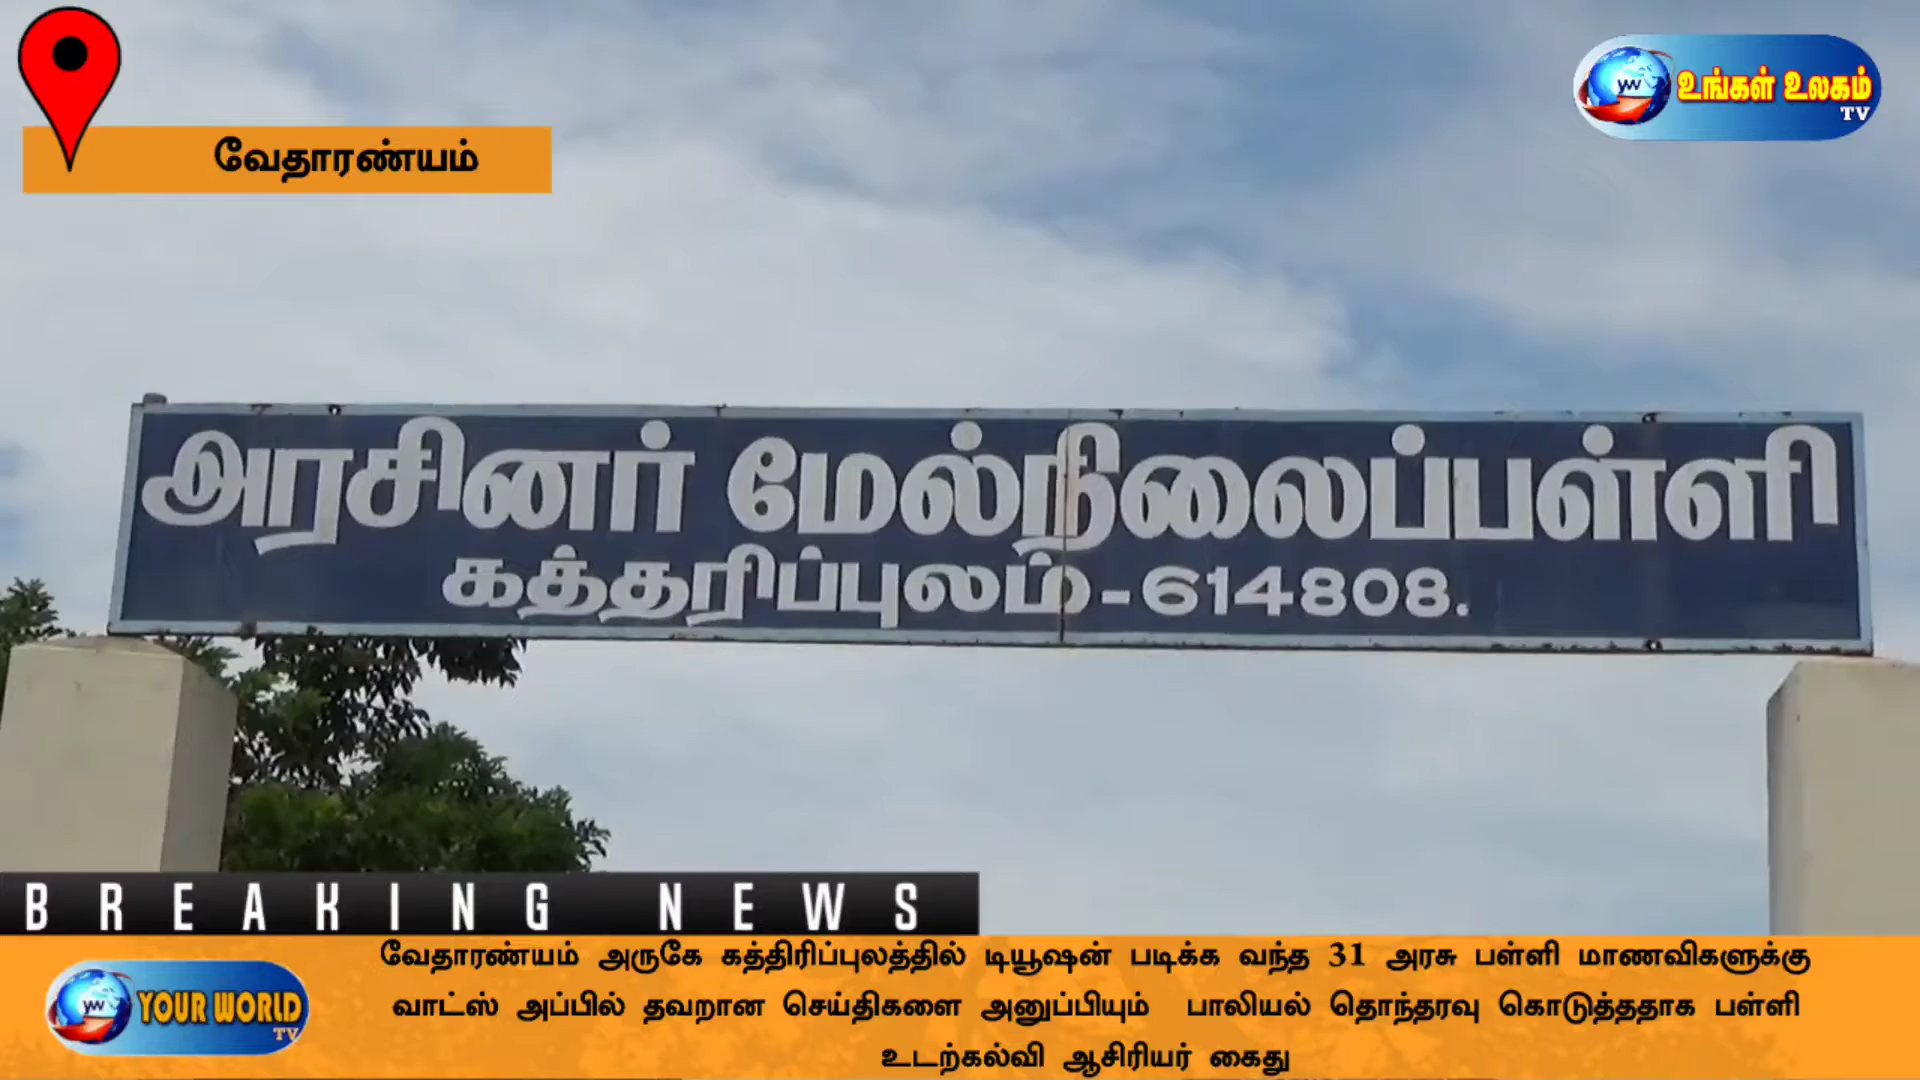 உங்கள் உலகம்
TV
வேதாரண்யம்
அரசினர் மேல்நிலைப்பள்ளி
கத்தரிப்புலம்-614808.
BREAKING NEWS
வேதாரண்யம் அருகே கத்திரிப்புலத்தில் டியூஷன் படிக்க வந்த 31 அரசு பள்ளி மாணவிகளுக்கு
வாட்ஸ் அப்பில் தவறான செய்திகளை அனுப்பியும் பாலியல் தொந்தரவு கொடுத்ததாக பள்ளி
உடற்கல்வி ஆசிரியர் கைது
yw YOUR WORLD
TV